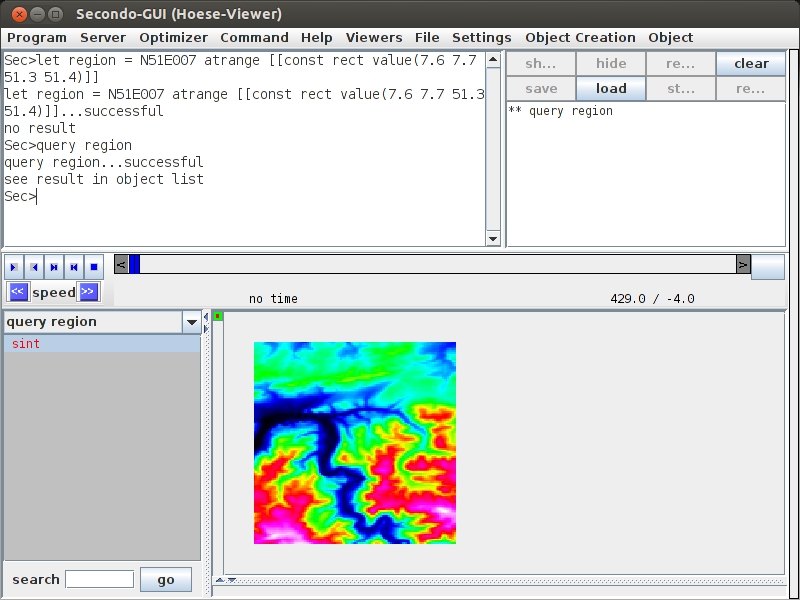 Secondo-GUI (Hoese-Viewer)
Program Server Optimizer Command Help Viewers File Settings Object Creation Object
Sec>let region = N51E007 atrange [[const rect value(7.6 7.7
51.3 51.4)]]
let region = N51E007 atrange [[const rect value(7.6 7.7 51.3
51.4)]]...successful
no result
Sec>query region
query region...successful
see result in object list
Sec>
sh... hide re... clear
save load st... re...
** query region
< >
<< speed >>
no time 429.0 / -4.0
query region
sint
search go